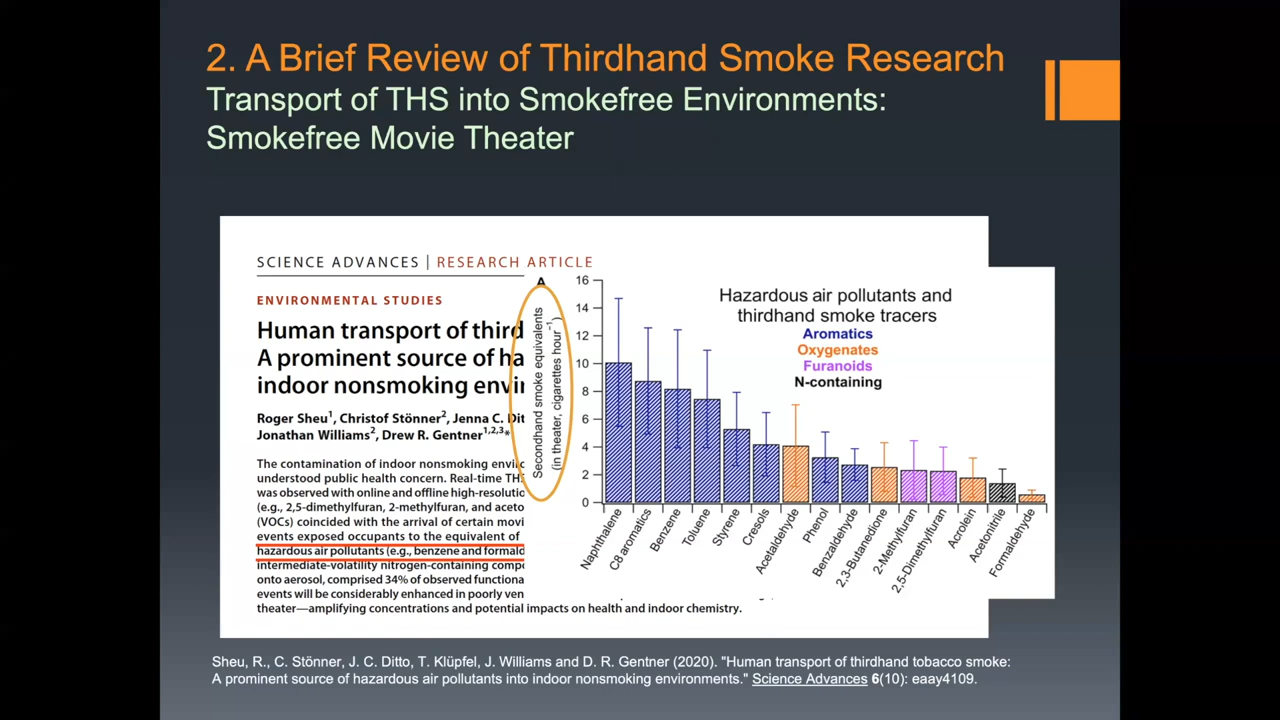 2. A Brief Review of Thirdhand Smoke Research
Transport of THS into Smokefree Environments:
Smokefree Movie Theater
SCIENCE ADVANCES | RESEARCH ARTICLE
ENVIRONMENTAL STUDIES
Human transport of third
A prominent source of ha
indoor nonsmoking envir
Roger Sheu1, Christof Stönner2, Jenna C. Dit
Jonathan Williams2, Drew R. Gentner1,2,3*
The contamination of indoor nonsmoking enviro
understood public health concern. Real-time TH
was observed with online and offline high-resolutio
(e.g., 2,5-dimethylfuran, 2-methylfuran, and aceto
(VOCs) coincided with the arrival of certain movi
events exposed occupants to the equivalent of
hazardous air pollutants (e.g., benzene and formald
intermediate-volatility nitrogen-containing compo
onto aerosol, comprised 34% of observed functiona
events will be considerably enhanced in poorly ven
theater—amplifying concentrations and potential impacts on health and indoor chemistry.
A
Secondhand smoke equivalents
(in theater, cigarettes hour-1)
16
14
12
10
8
6
4
2
0
Hazardous air pollutants and
thirdhand smoke tracers
Aromatics
Oxygenates
Furanoids
N-containing
Naphthalene
C8 aromatics
Benzene
Toluene
Styrene
Cresols
Acetaldehyde
Phenol
Benzaldehyde
2,3-Butanedione
2-Methylfuran
2,5-Dimethylfuran
Acrolein
Acetonitrile
Formaldehyde
Sheu, R., C. Stönner, J. C. Ditto, T. Klüpfel, J. Williams and D. R. Gentner (2020). "Human transport of thirdhand tobacco smoke:
A prominent source of hazardous air pollutants into indoor nonsmoking environments." Science Advances 6(10): eaay4109.